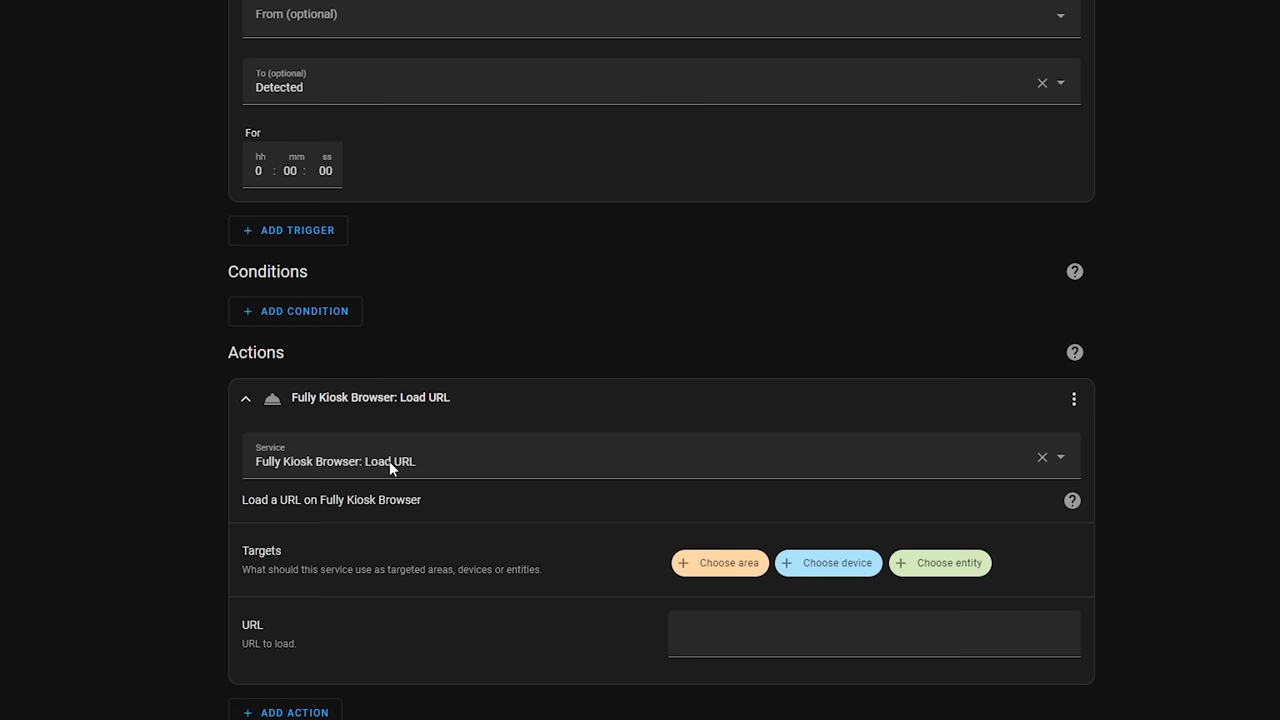 From (optional)
To (optional)
Detected
For
hh mm ss
0 : 00 : 00
+ ADD TRIGGER
Conditions
+ ADD CONDITION
Actions
Fully Kiosk Browser: Load URL
Service
Fully Kiosk Browser: Load URL
Load a URL on Fully Kiosk Browser
Targets
What should this service use as targeted areas, devices or entities.
+ Choose area + Choose device + Choose entity
URL
URL to load.
+ ADD ACTION